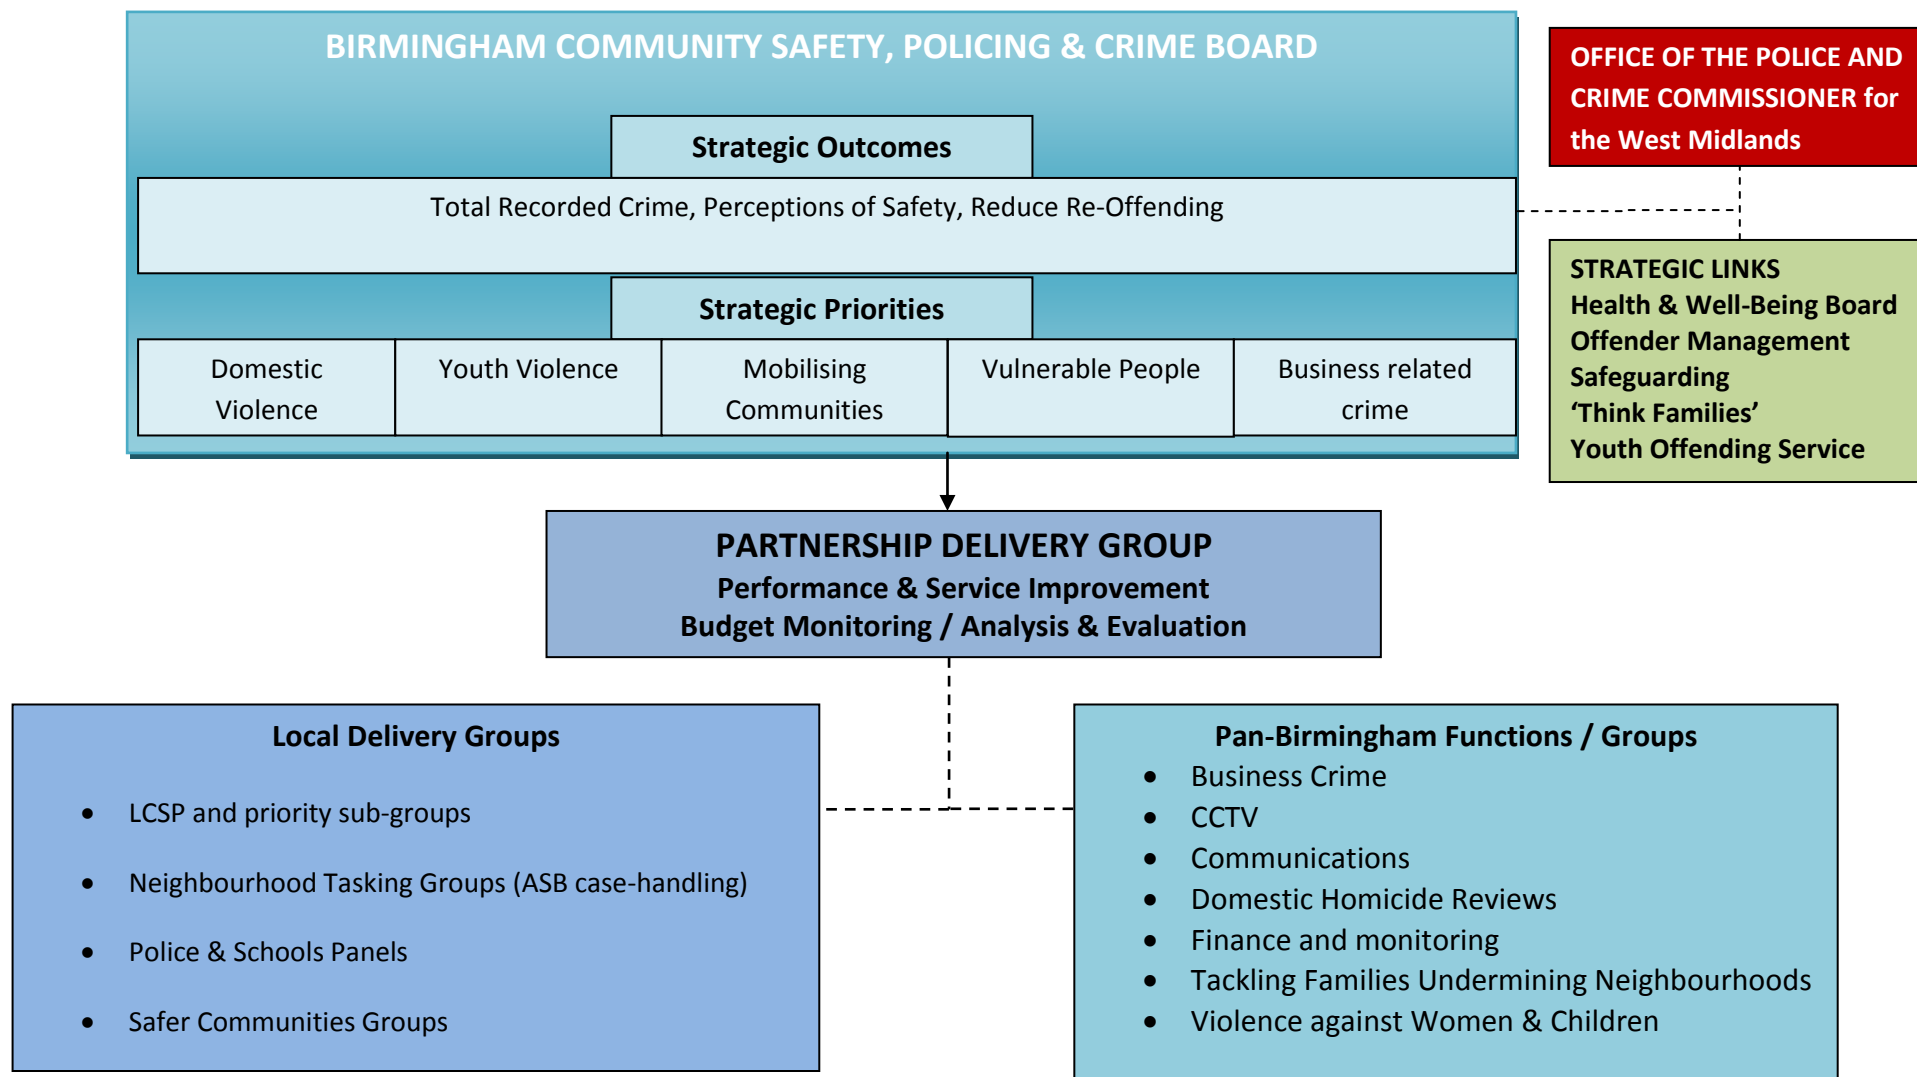 BIRMINGHAM COMMUNITY SAFETY, POLICING & CRIME BOARD
Strategic Outcomes
Total Recorded Crime, Perceptions of Safety, Reduce Re-Offending
Strategic Priorities
Domestic
Violence
Youth Violence
Mobilising
Communities
Vulnerable People
Business related
crime
OFFICE OF THE POLICE AND
CRIME COMMISSIONER for
the West Midlands
STRATEGIC LINKS
Health & Well-Being Board
Offender Management
Safeguarding
‘Think Families’
Youth Offending Service
PARTNERSHIP DELIVERY GROUP
Performance & Service Improvement
Budget Monitoring / Analysis & Evaluation
Local Delivery Groups
• LCSP and priority sub-groups
• Neighbourhood Tasking Groups (ASB case-handling)
• Police & Schools Panels
• Safer Communities Groups
Pan-Birmingham Functions / Groups
• Business Crime
• CCTV
• Communications
• Domestic Homicide Reviews
• Finance and monitoring
• Tackling Families Undermining Neighbourhoods
• Violence against Women & Children